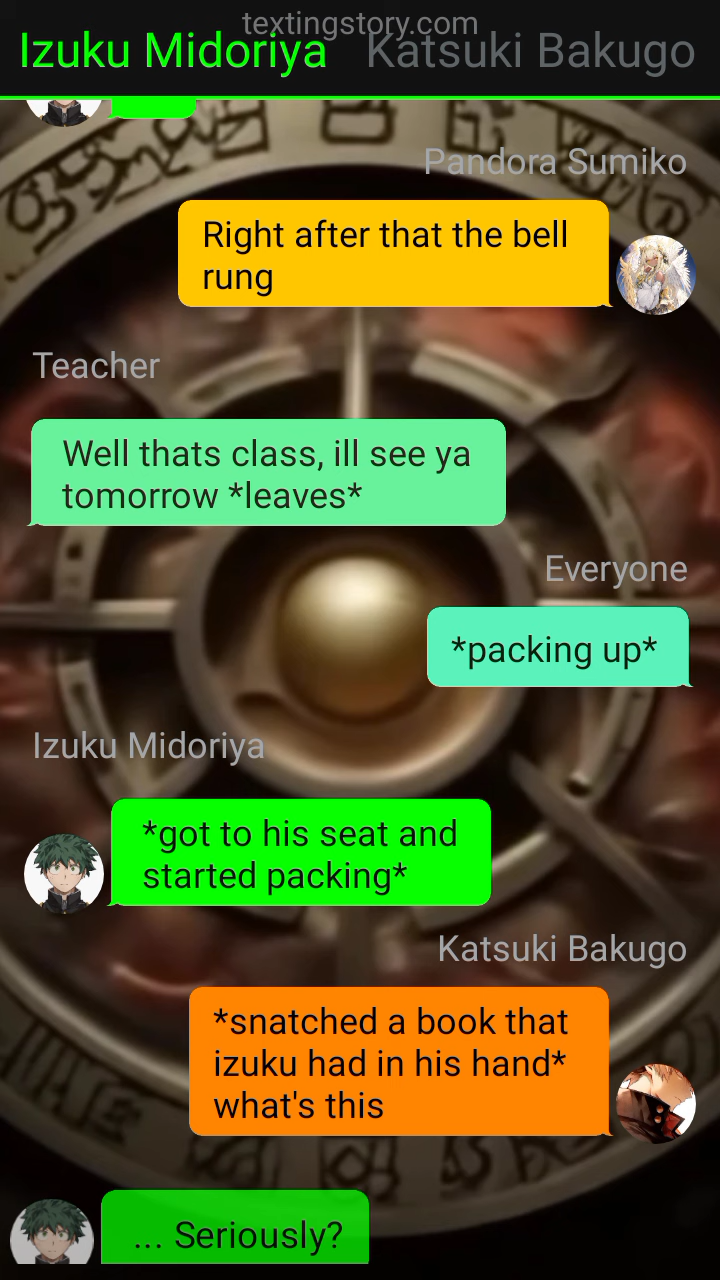 textingstory.com
Izuku Midoriya Katsuki Bakugo
Pandora Sumiko
Right after that the bell
rung
Teacher
Well thats class, ill see ya
tomorrow *leaves*
Everyone
*packing up*
Izuku Midoriya
*got to his seat and
started packing*
Katsuki Bakugo
*snatched a book that
izuku had in his hand*
what's this
... Seriously?